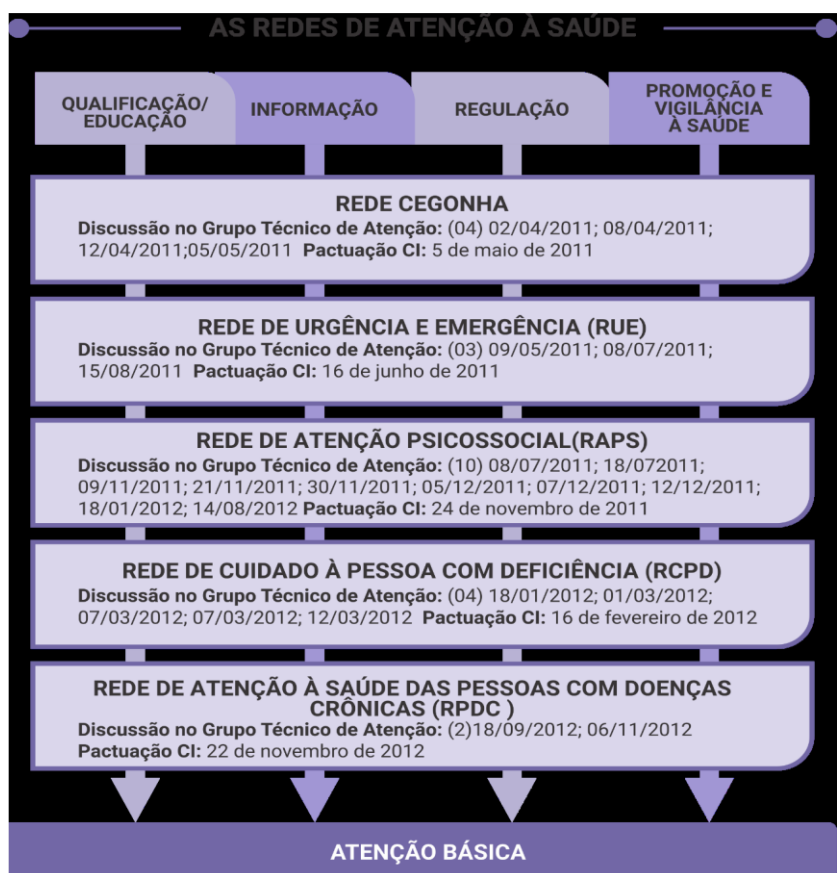 AS REDES DE ATENÇÃO À SAÚDE
QUALIFICAÇÃO/
EDUCAÇÃO
INFORMAÇÃO
REGULAÇÃO
PROMOÇÃO E
VIGILÂNCIA
À SAÚDE
REDE CEGONHA
Discussão no Grupo Técnico de Atenção: (04) 02/04/2011; 08/04/2011;
12/04/2011;05/05/2011 Pactuação CI: 5 de maio de 2011
REDE DE URGÊNCIA E EMERGÊNCIA (RUE)
Discussão no Grupo Técnico de Atenção: (03) 09/05/2011; 08/07/2011;
15/08/2011 Pactuação CI: 16 de junho de 2011
REDE DE ATENÇÃO PSICOSSOCIAL(RAPS)
Discussão no Grupo Técnico de Atenção: (10) 08/07/2011; 18/072011;
09/11/2011; 21/11/2011; 30/11/2011; 05/12/2011; 07/12/2011; 12/12/2011;
18/01/2012; 14/08/2012 Pactuação CI: 24 de novembro de 2011
REDE DE CUIDADO À PESSOA COM DEFICIÊNCIA (RCPD)
Discussão no Grupo Técnico de Atenção: (04) 18/01/2012; 01/03/2012;
07/03/2012; 07/03/2012; 12/03/2012 Pactuação CI: 16 de fevereiro de 2012
REDE DE ATENÇÃO À SAÚDE DAS PESSOAS COM DOENÇAS
CRÔNICAS (RPDC )
Discussão no Grupo Técnico de Atenção: (2)18/09/2012; 06/11/2012
Pactuação CI: 22 de novembro de 2012
ATENÇÃO BÁSICA